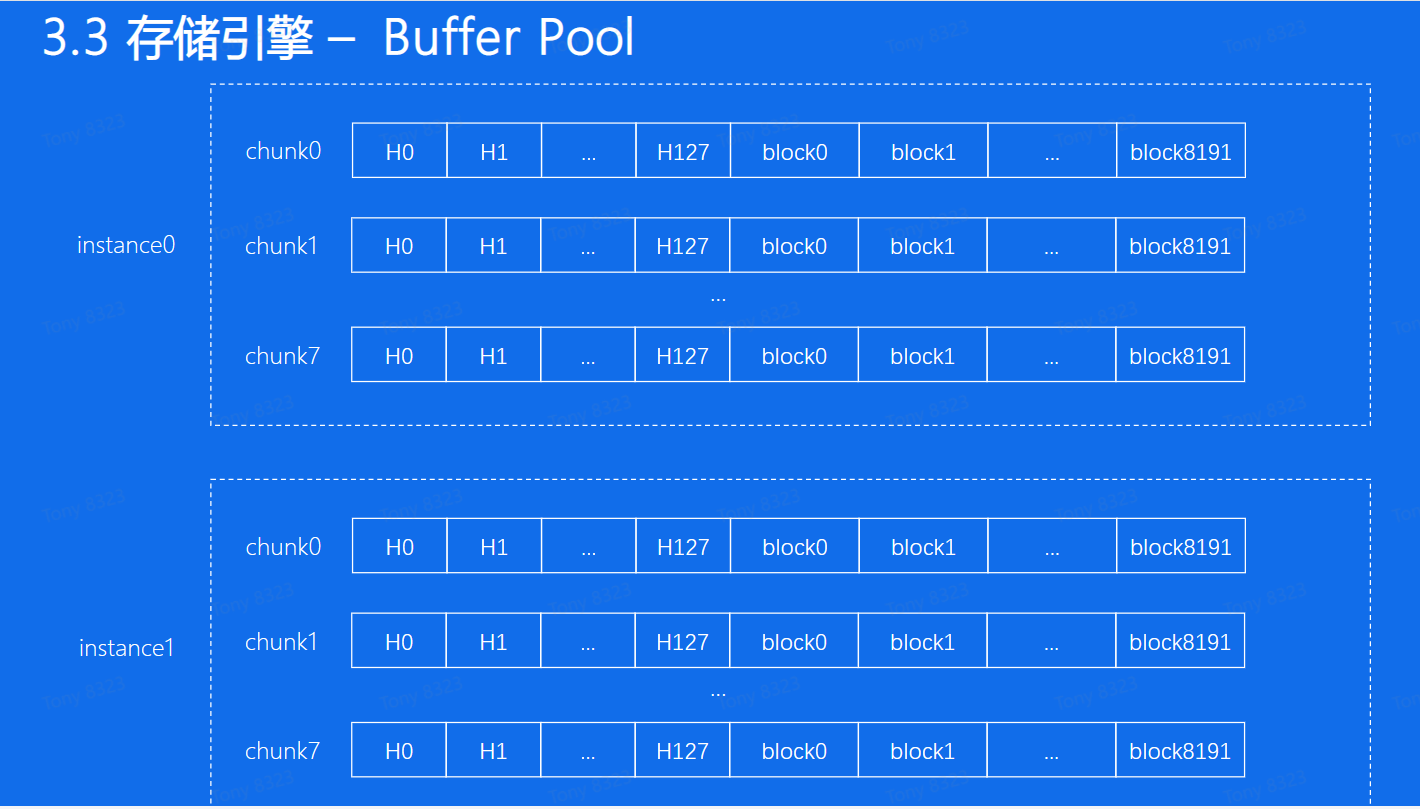 3.3 存储引擎 – Buffer Pool
chunk0 H0 H1 ... H127 block0 block1 ... block8191
instance0
chunk1 H0 H1 ... H127 block0 block1 ... block8191
...
chunk7 H0 H1 ... H127 block0 block1 ... block8191
chunk0 H0 H1 ... H127 block0 block1 ... block8191
instance1
chunk1 H0 H1 ... H127 block0 block1 ... block8191
...
chunk7 H0 H1 ... H127 block0 block1 ... block8191
Tony 8323